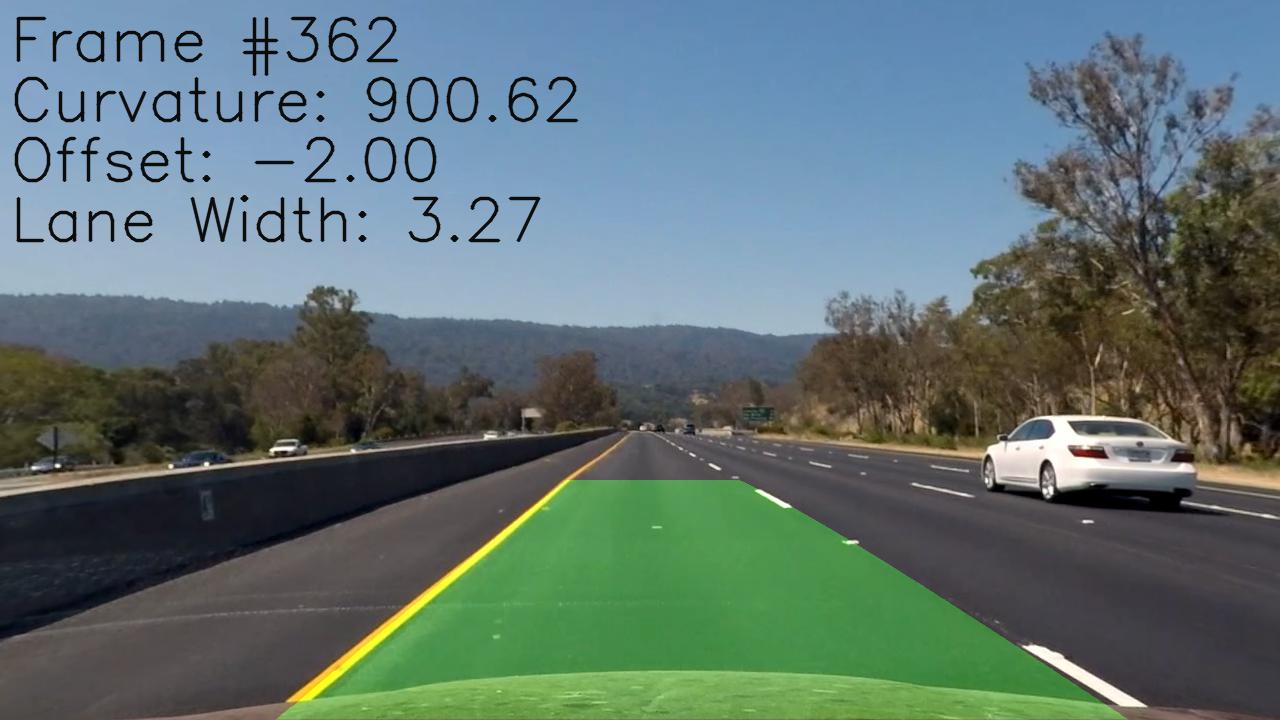 Frame #362
Curvature: 900.62
Offset: -2.00
Lane Width: 3.27